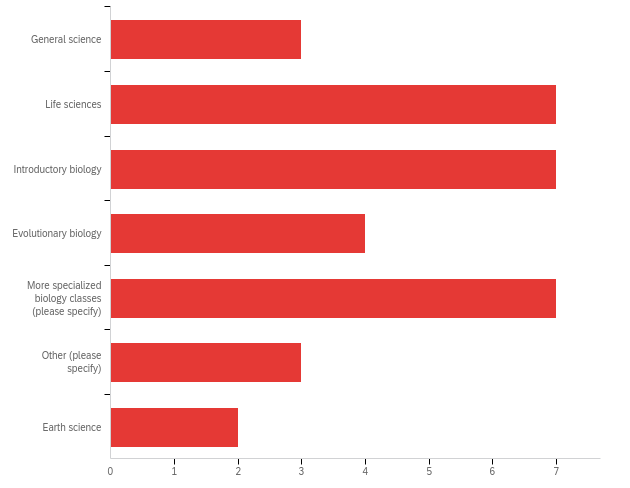 General science
Life sciences
Introductory biology
Evolutionary biology
More specialized
biology classes
(please specify)
Other (please
specify)
Earth science
0 1 2 3 4 5 6 7